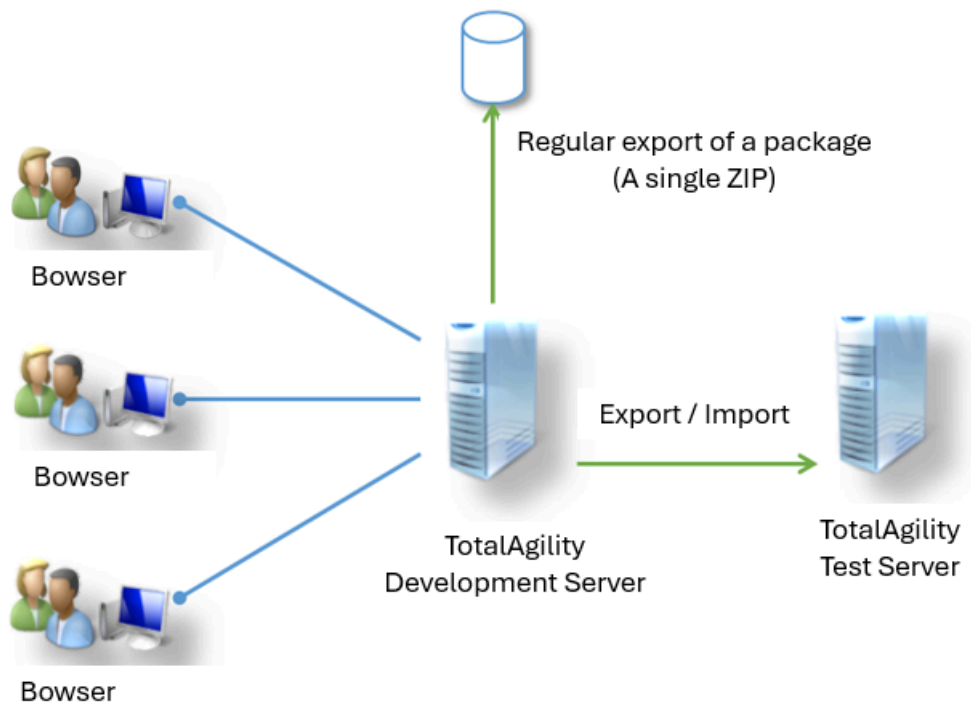 Regular export of a package
(A single ZIP)
Bowser
Export / Import
Bowser
TotalAgility
Development Server
TotalAgility
Test Server
Bowser